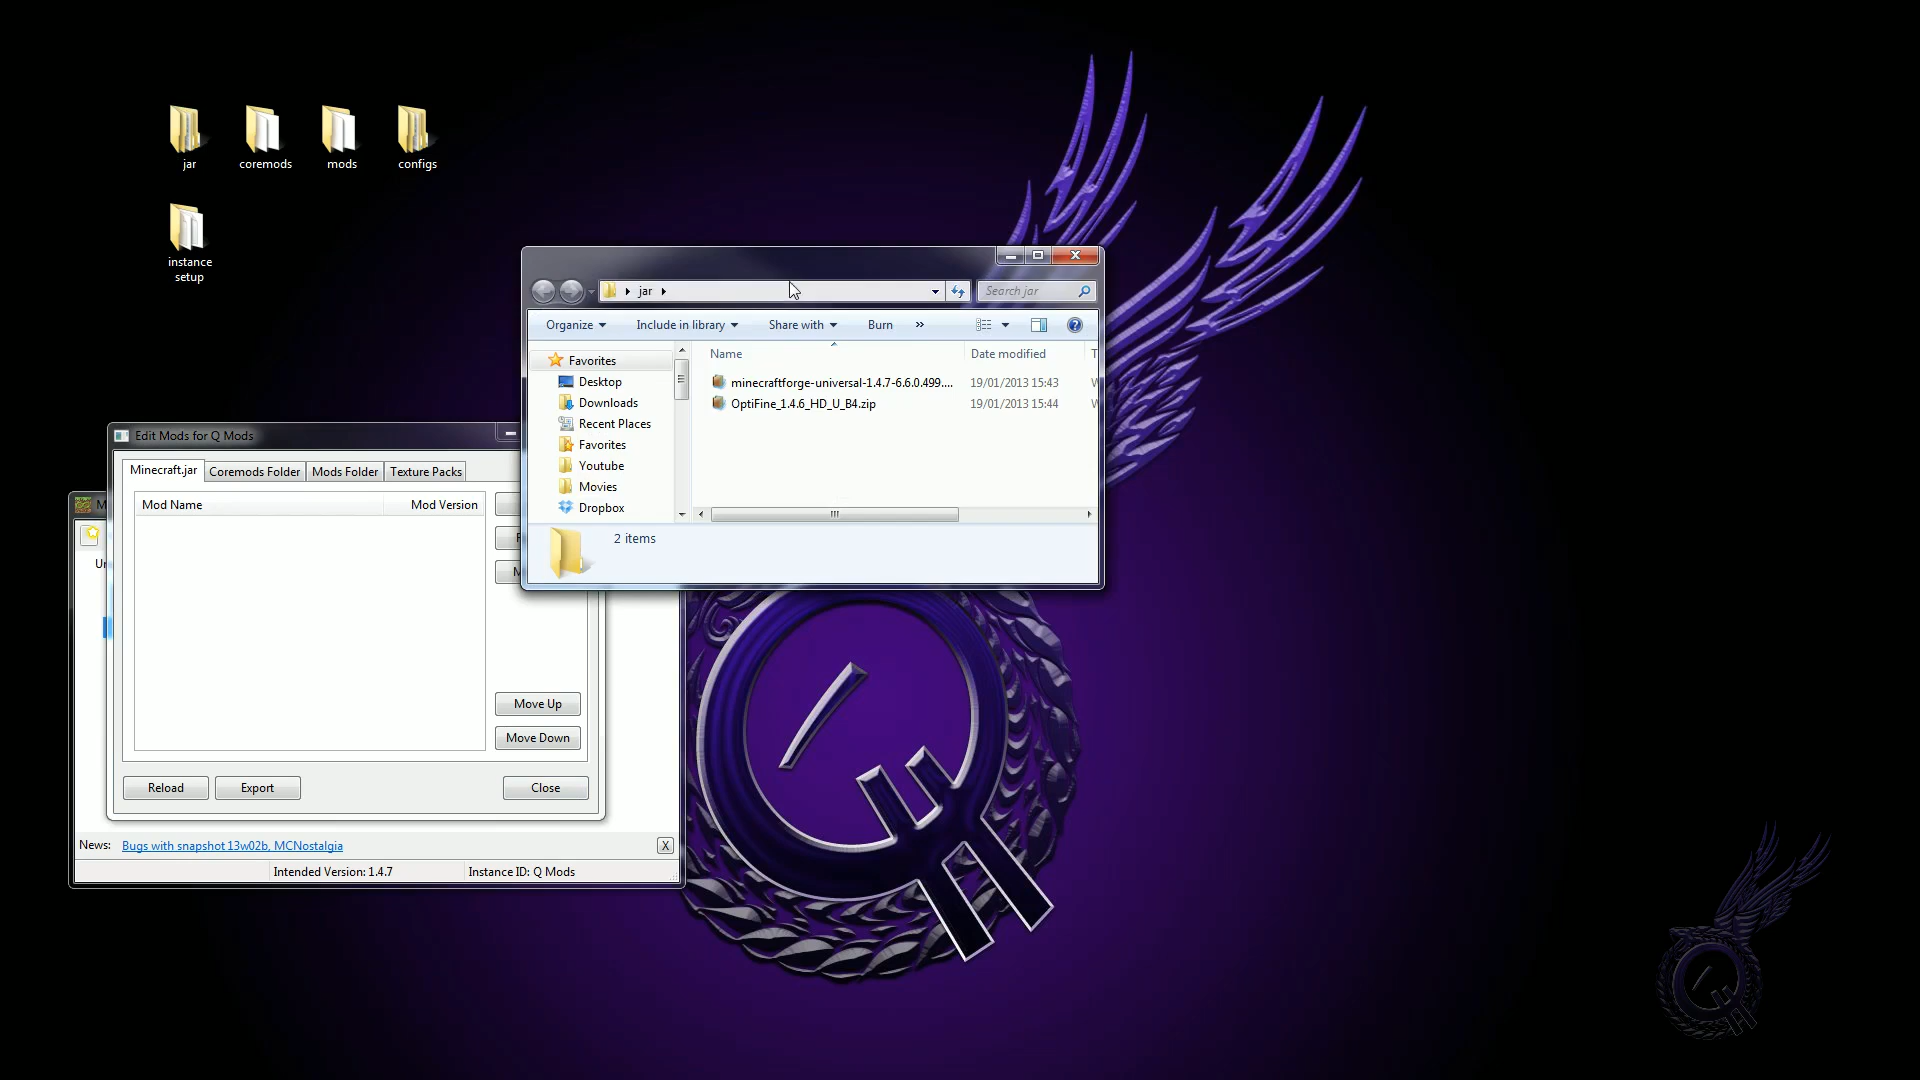 jar
coremods
mods
configs
instance
setup
jar
Search jar
Organize
Include in library
Share with
Burn
»
Name
Date modified
Favorites
Desktop
Downloads
Recent Places
Favorites
Youtube
Movies
Dropbox
minecraftforge-universal-1.4.7-6.6.0.499....
19/01/2013 15:43
OptiFine_1.4.6_HD_U_B4.zip
19/01/2013 15:44
2 items
Edit Mods for Q Mods
Minecraft.jar
Coremods Folder
Mods Folder
Texture Packs
Mod Name
Mod Version
Move Up
Move Down
Reload
Export
Close
News:
Bugs with snapshot 13w02b, MCNostalgia
X
Intended Version: 1.4.7
Instance ID: Q Mods